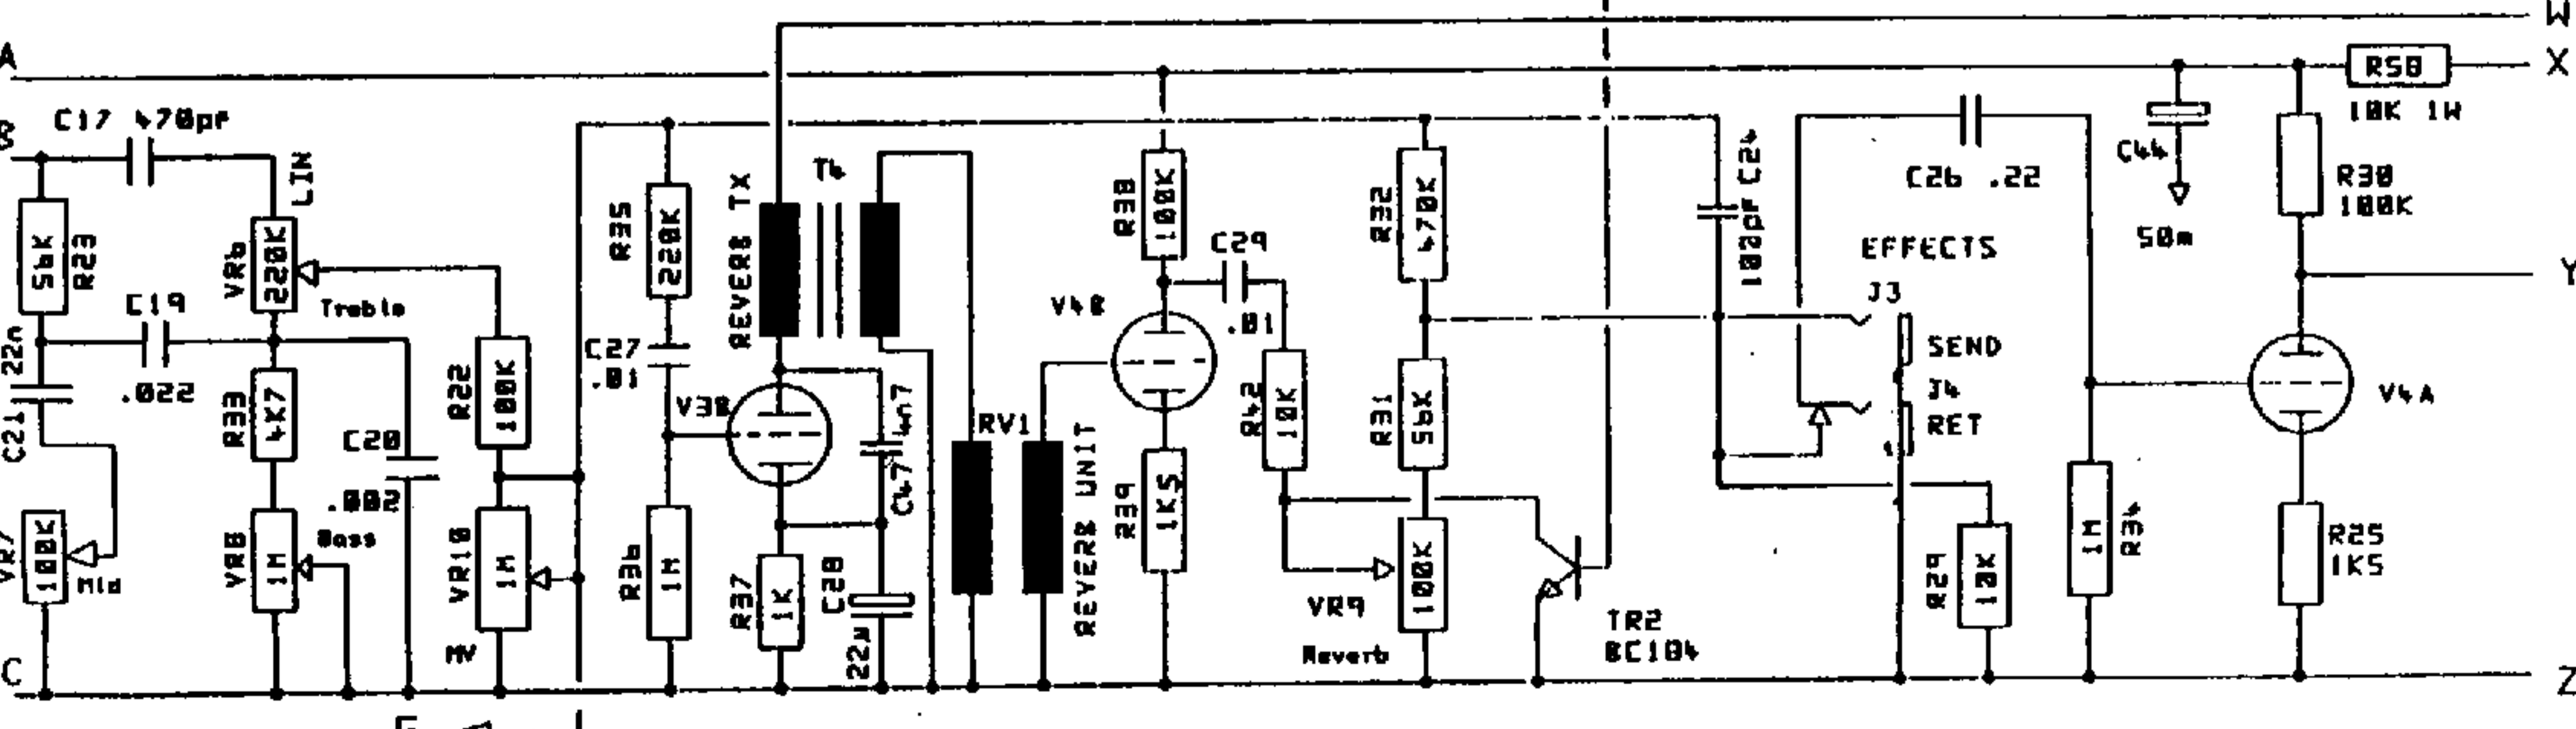 W
A
X
R58
10K 1W
B
C17 470pF
LIN
56K
R23
VR6
220K
Treble
C19
.022
22n
C21
R33
4K7
C20
.002
VR7
100K
Mid
VR8
1M
Bass
R22
100K
VR10
1M
MV
R35
220K
C27
.01
R36
1M
REVERB TX
T4
V3B
4n7
C47
R37
1K
C28
22m
RV1
REVERB UNIT
R38
100K
C29
.01
V4B
R42
10K
R39
1K5
R32
470K
R31
56K
VR9
100K
Reverb
TR2
BC184
100pF C24
C26 .22
EFFECTS
J3
SEND
J4
RET
R29
10K
1M
R34
C44
50m
R30
100K
Y
V4A
R25
1K5
C
Z